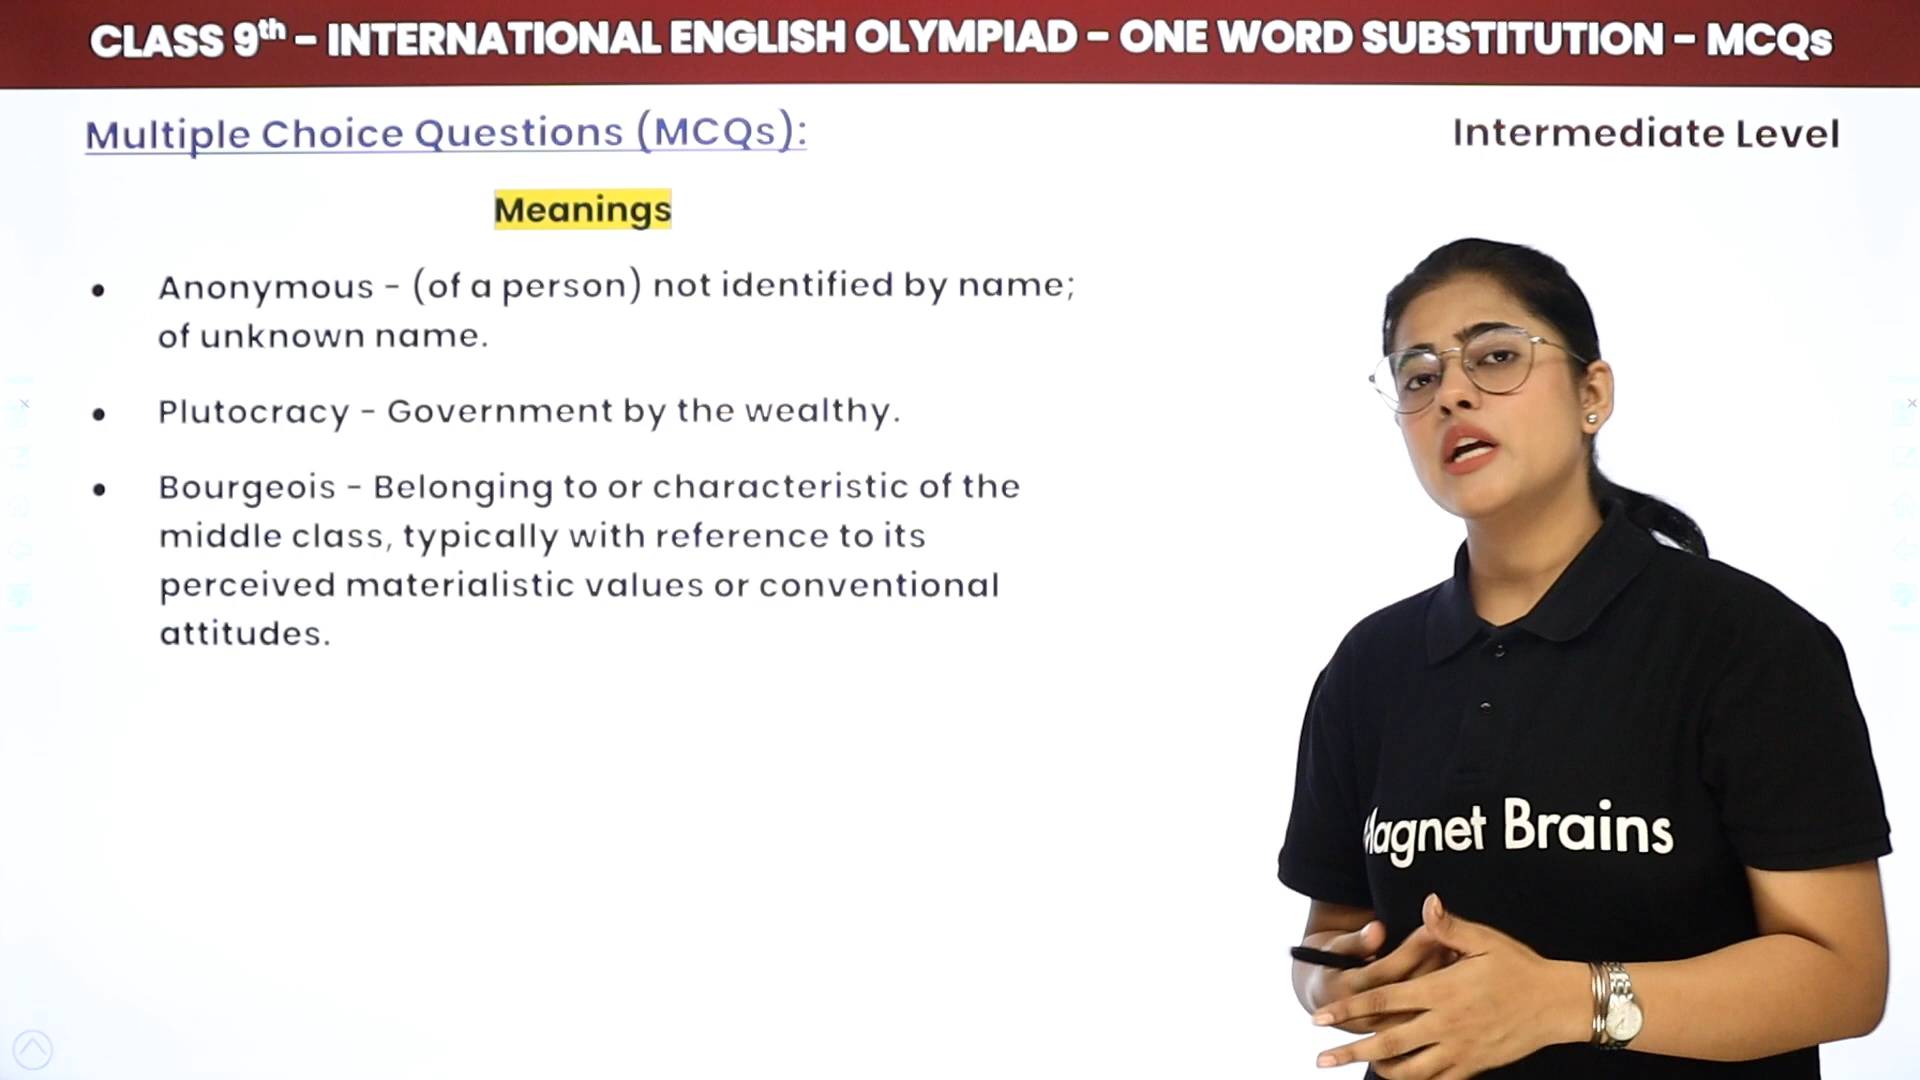 CLASS 9th – INTERNATIONAL ENGLISH OLYMPIAD – ONE WORD SUBSTITUTION – MCQs
Multiple Choice Questions (MCQs):
Intermediate Level
Meanings
• Anonymous - (of a person) not identified by name;
of unknown name.
• Plutocracy - Government by the wealthy.
• Bourgeois - Belonging to or characteristic of the
middle class, typically with reference to its
perceived materialistic values or conventional
attitudes.
Magnet Brains